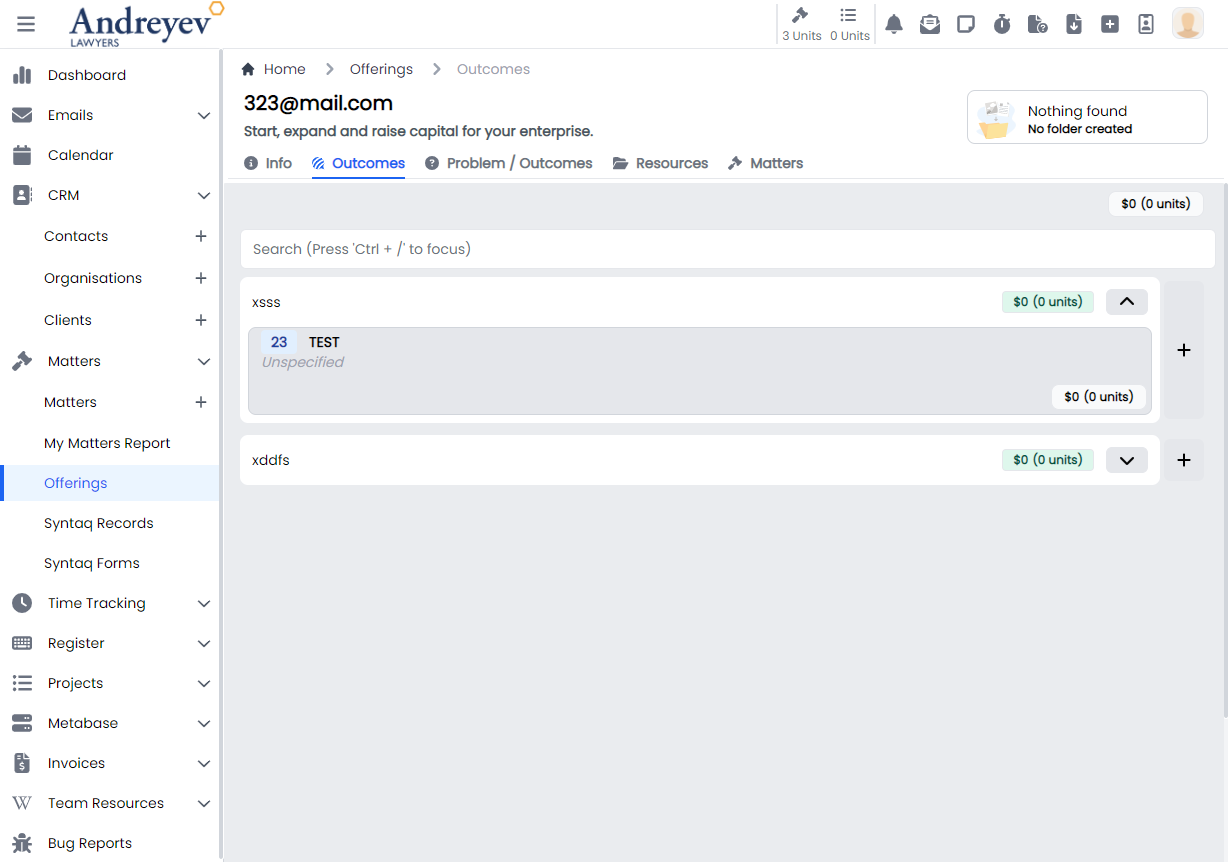 Andreyev
LAWYERS
3 Units
0 Units
Dashboard
Emails
Calendar
CRM
Contacts
Organisations
Clients
Matters
Matters
My Matters Report
Offerings
Syntaq Records
Syntaq Forms
Time Tracking
Register
Projects
Metabase
Invoices
Team Resources
Bug Reports
Home
Offerings
Outcomes
323@mail.com
Start, expand and raise capital for your enterprise.
Nothing found
No folder created
Info
Outcomes
Problem / Outcomes
Resources
Matters
$0 (0 units)
Search (Press 'Ctrl + /' to focus)
xsss
$0 (0 units)
23 TEST
Unspecified
$0 (0 units)
xddfs
$0 (0 units)